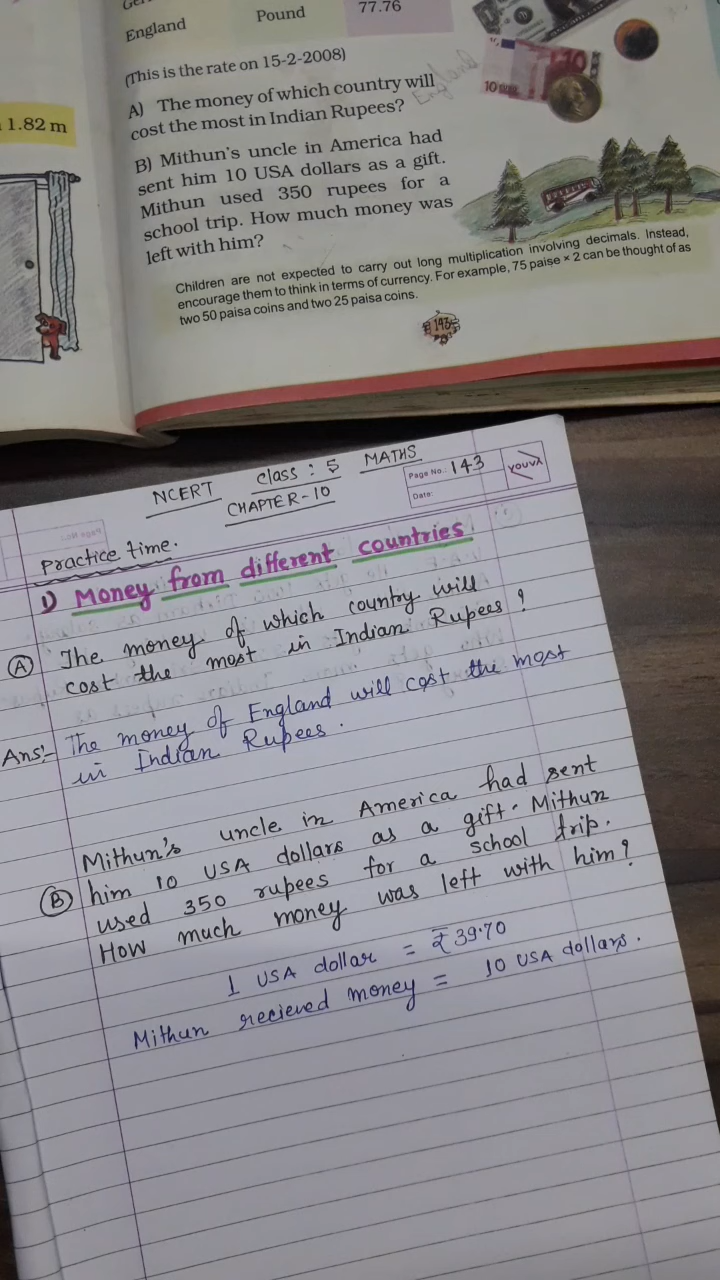 England Pound 77.76
(This is the rate on 15-2-2008)
A) The money of which country will
cost the most in Indian Rupees?
England
B) Mithun's uncle in America had
sent him 10 USA dollars as a gift.
Mithun used 350 rupees for a
school trip. How much money was
left with him?
1.82 m
10
Children are not expected to carry out long multiplication involving decimals. Instead,
encourage them to think in terms of currency. For example, 75 paise × 2 can be thought of as
two 50 paisa coins and two 25 paisa coins.
143
NCERT class : 5 MATHS
CHAPTER-10
Page No.: 143
Date:
YOUVA
Practice time.
1) Money from different countries
(A) The money of which country will
cost the most in Indian Rupees?
Ans:- The money of England will cost the most
in Indian Rupees.
(B) Mithun's uncle in America had sent
him 10 USA dollars as a gift. Mithun
used 350 rupees for a school trip.
How much money was left with him?
1 USA dollar = ₹39.70
Mithun recieved money = 10 USA dollars.